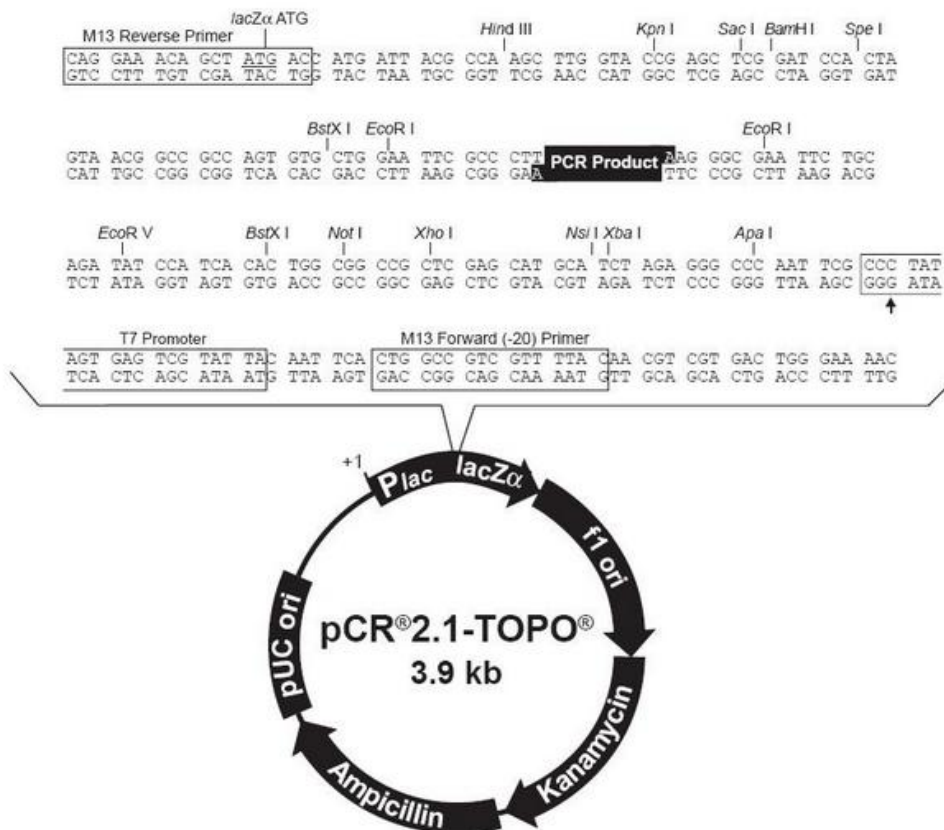 lacZα ATG
M13 Reverse Primer Hind III Kpn I Sac I BamH I Spe I
CAG GAA ACA GCT ATG ACC ATG ATT ACG CCA AGC TTG GTA CCG AGC TCG GAT CCA CTA
GTC CTT TGT CGA TAC TGG TAC TAA TGC GGT TCG AAC CAT GGC TCG AGC CTA GGT GAT
BstX I EcoR I EcoR I
GTA ACG GCC GCC AGT GTG CTG GAA TTC GCC CTT PCR Product AAG GGC GAA TTC TGC
CAT TGC CGG CGG TCA CAC GAC CTT AAG CGG GAA TTC CCG CTT AAG ACG
EcoR V BstX I Not I Xho I Nsi I Xba I Apa I
AGA TAT CCA TCA CAC TGG CGG CCG CTC GAG CAT GCA TCT AGA GGG CCC AAT TCG CCC TAT
TCT ATA GGT AGT GTG ACC GCC GGC GAG CTC GTA CGT AGA TCT CCC GGG TTA AGC GGG ATA
T7 Promoter M13 Forward (-20) Primer
AGT GAG TCG TAT TAC AAT TCA CTG GCC GTC GTT TTA CAA CGT CGT GAC TGG GAA AAC
TCA CTC AGC ATA ATG TTA AGT GAC CGG CAG CAA AAT GTT GCA GCA CTG ACC CTT TTG
+1
Plac lacZα
f1 ori
pUC ori
pCR®2.1-TOPO®
3.9 kb
Kanamycin
Ampicillin